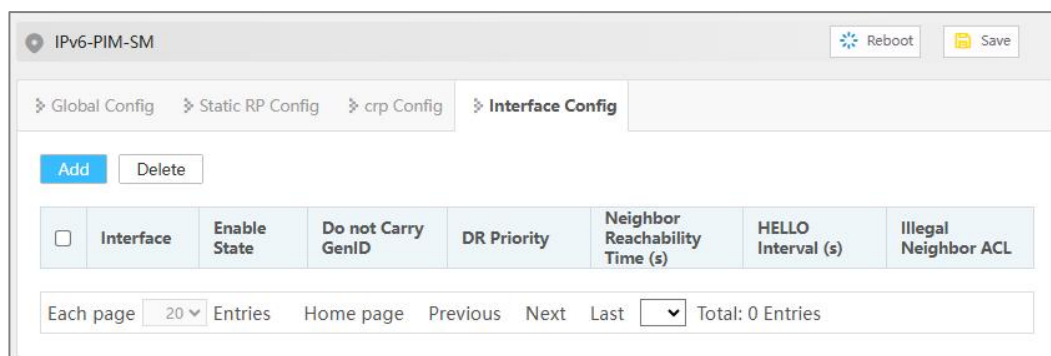 IPv6-PIM-SM Reboot Save
Global Config Static RP Config crp Config Interface Config
Add Delete
Interface Enable State Do not Carry GenID DR Priority Neighbor Reachability Time (s) HELLO Interval (s) Illegal Neighbor ACL
Each page 20 Entries Home page Previous Next Last Total: 0 Entries